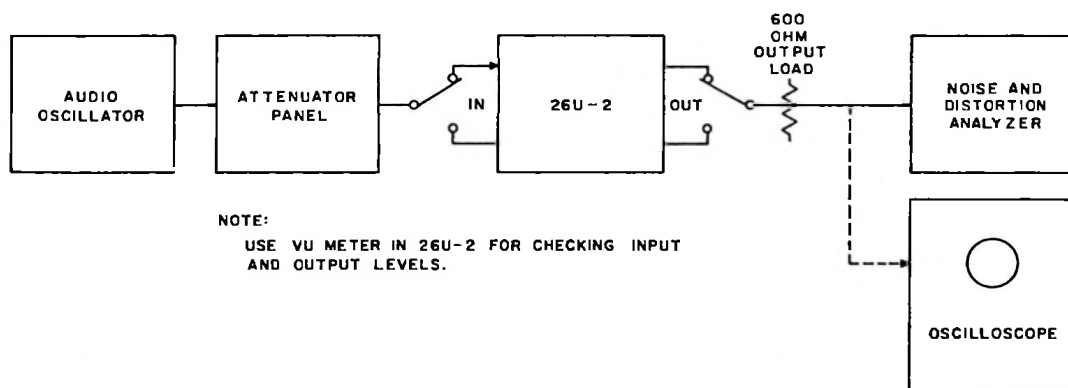 AUDIO
OSCILLATOR
ATTENUATOR
PANEL
IN
26U-2
OUT
600
OHM
OUTPUT
LOAD
NOISE AND
DISTORTION
ANALYZER
OSCILLOSCOPE
NOTE:
USE VU METER IN 26U-2 FOR CHECKING INPUT
AND OUTPUT LEVELS.